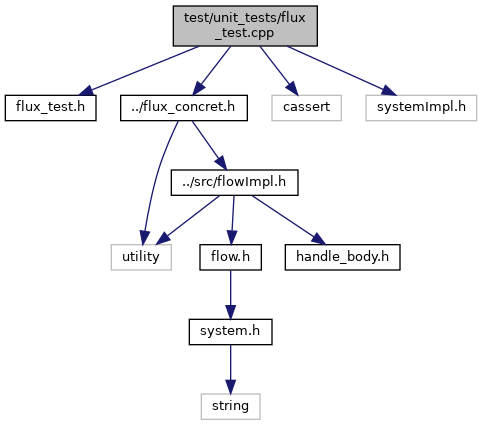 test/unit_tests/flux
_test.cpp
flux_test.h
../flux_concret.h
cassert
systemImpl.h
../src/flowImpl.h
utility
flow.h
handle_body.h
system.h
string